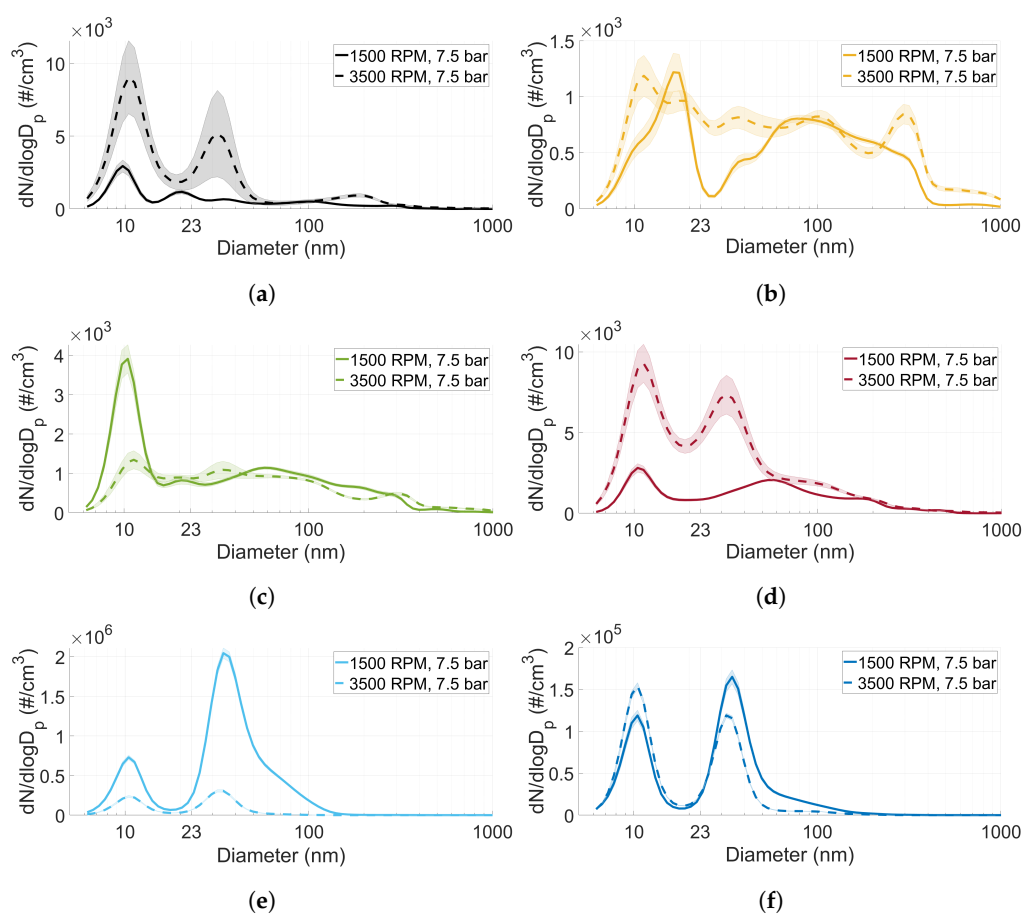 ×10³
dN/dlogDₚ (#/cm³)
10
5
0
1500 RPM, 7.5 bar
3500 RPM, 7.5 bar
10 23 100 1000
Diameter (nm)
(a)
×10³
dN/dlogDₚ (#/cm³)
1.5
1
0.5
0
1500 RPM, 7.5 bar
3500 RPM, 7.5 bar
10 23 100 1000
Diameter (nm)
(b)
×10³
dN/dlogDₚ (#/cm³)
4
3
2
1
0
1500 RPM, 7.5 bar
3500 RPM, 7.5 bar
10 23 100 1000
Diameter (nm)
(c)
×10³
dN/dlogDₚ (#/cm³)
10
5
0
1500 RPM, 7.5 bar
3500 RPM, 7.5 bar
10 23 100 1000
Diameter (nm)
(d)
×10⁶
dN/dlogDₚ (#/cm³)
2
1.5
1
0.5
0
1500 RPM, 7.5 bar
3500 RPM, 7.5 bar
10 23 100 1000
Diameter (nm)
(e)
×10⁵
dN/dlogDₚ (#/cm³)
2
1.5
1
0.5
0
1500 RPM, 7.5 bar
3500 RPM, 7.5 bar
10 23 100 1000
Diameter (nm)
(f)